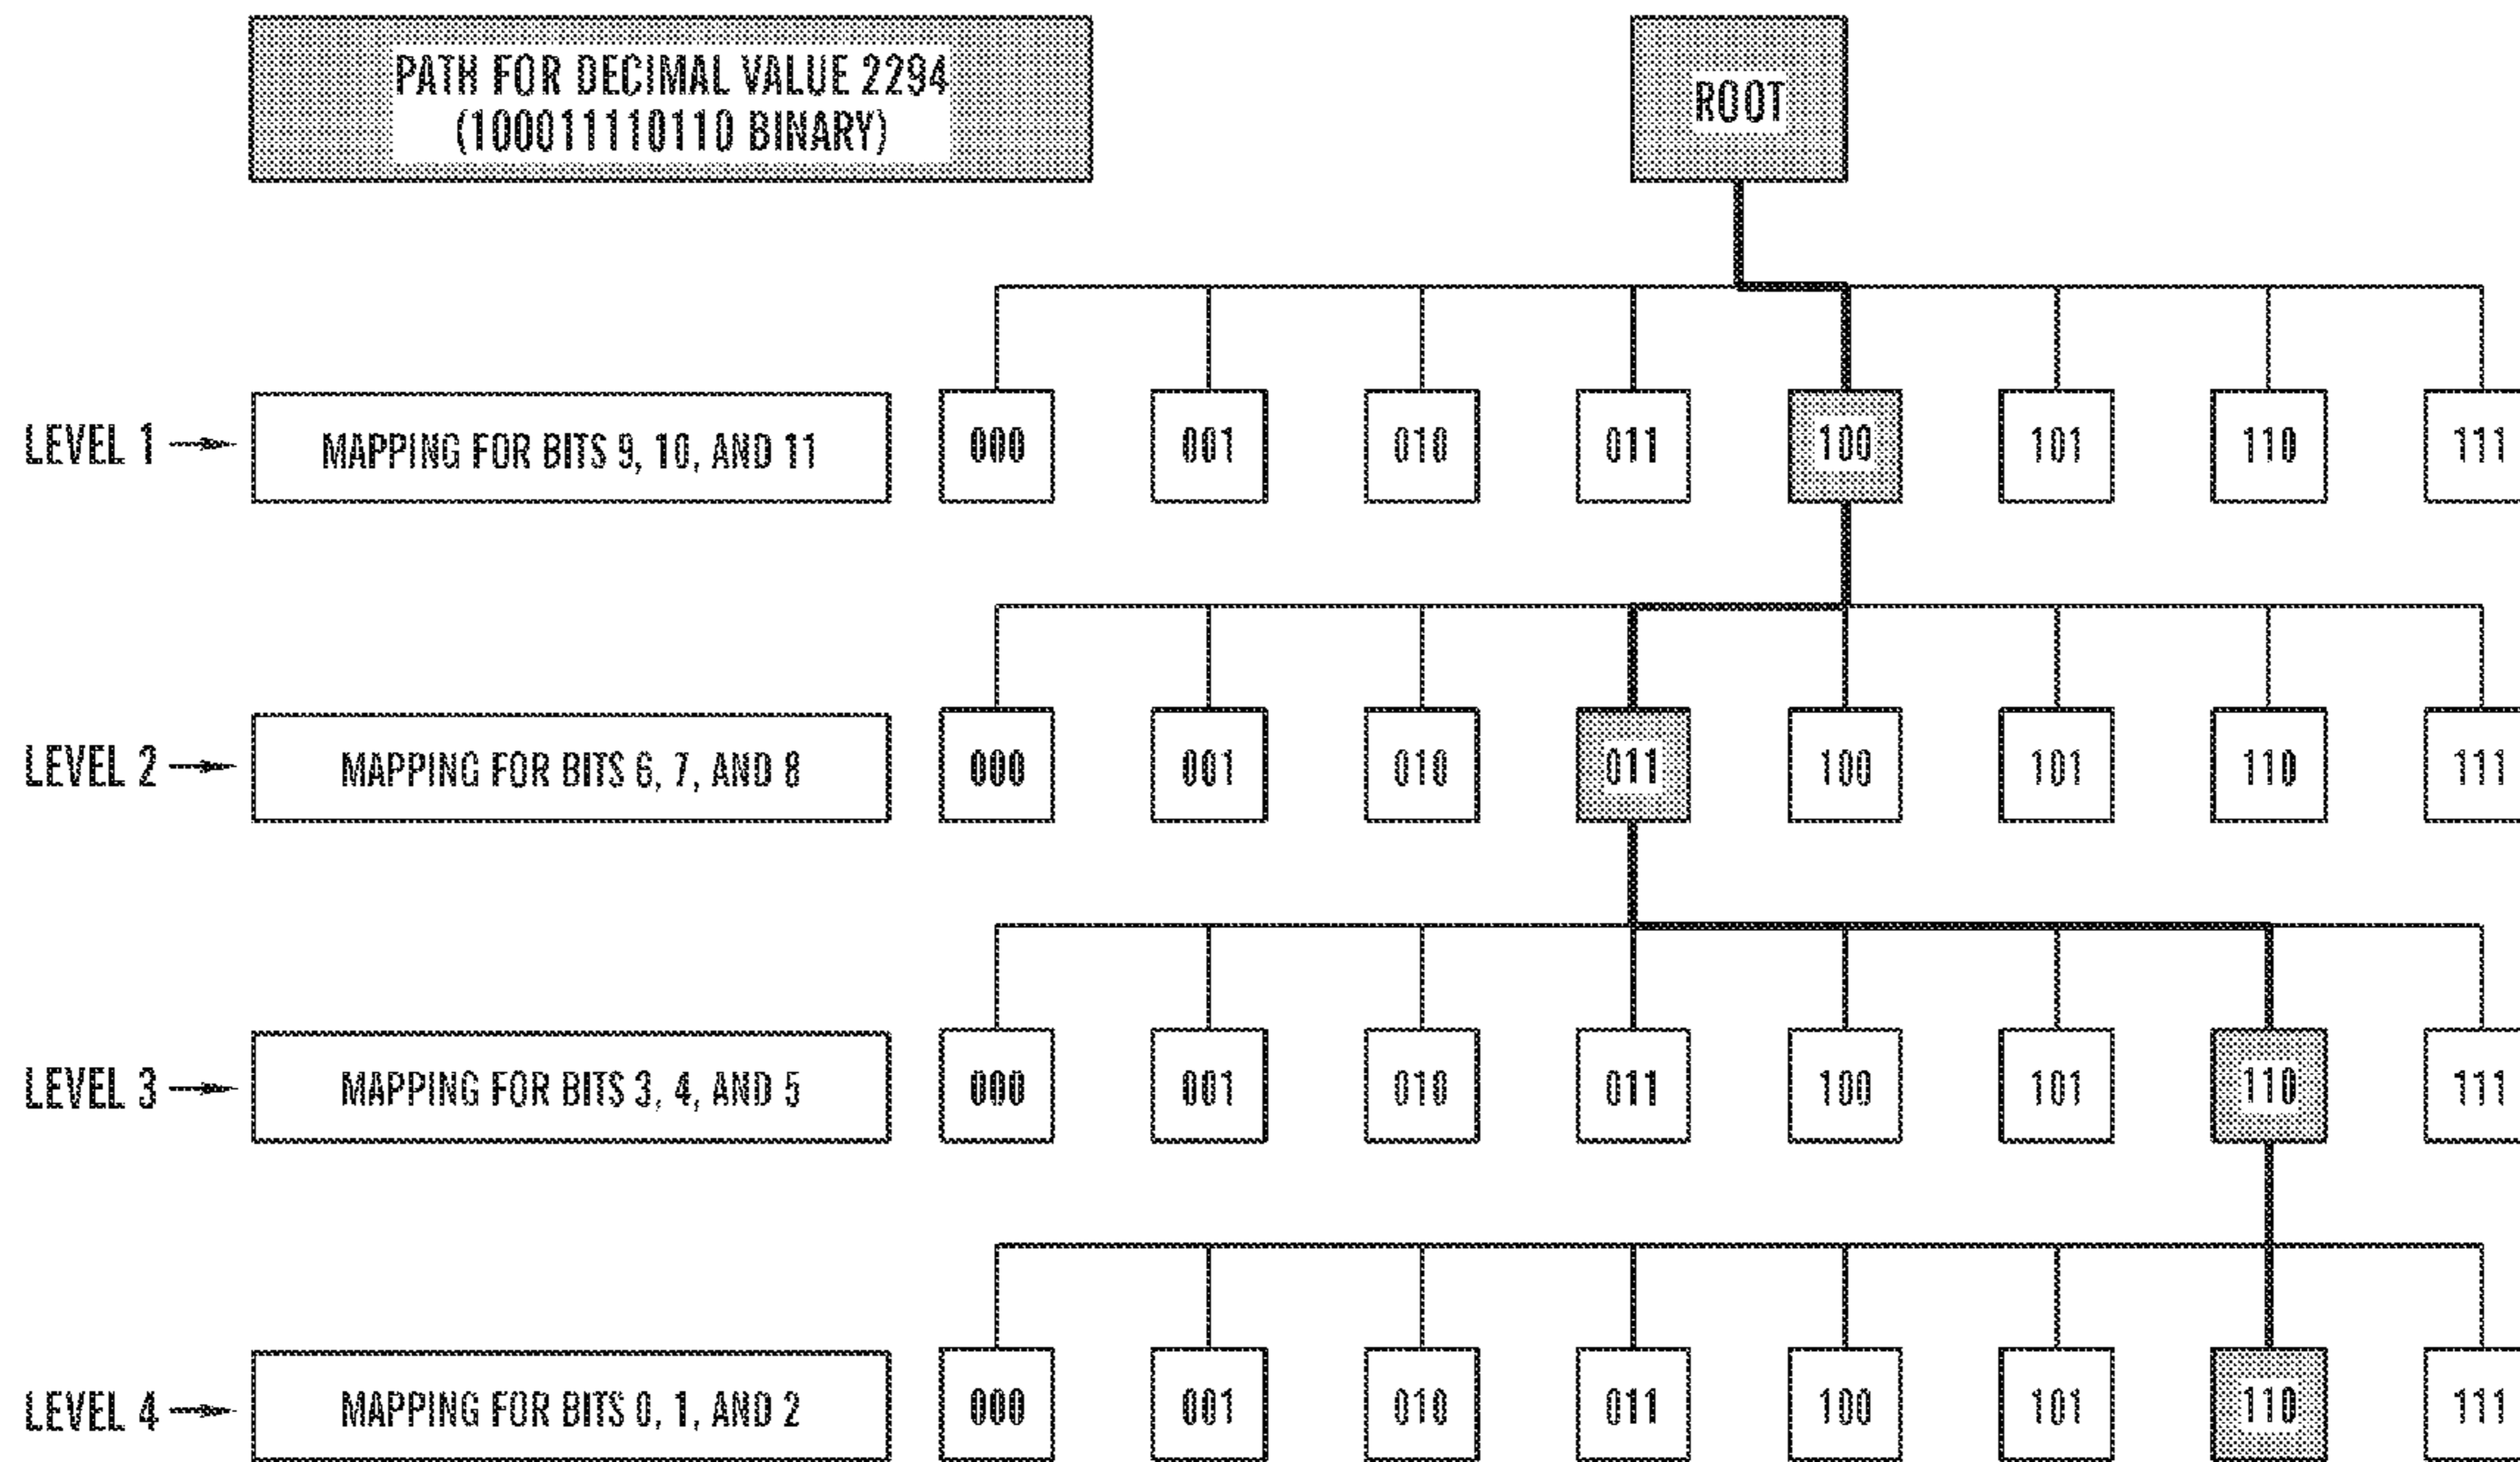 PATH FOR DECIMAL VALUE 2294
(100011110110 BINARY)
ROOT
LEVEL 1
MAPPING FOR BITS 9, 10, AND 11
000 001 010 011 100 101 110 111
LEVEL 2
MAPPING FOR BITS 6, 7, AND 8
000 001 010 011 100 101 110 111
LEVEL 3
MAPPING FOR BITS 3, 4, AND 5
000 001 010 011 100 101 110 111
LEVEL 4
MAPPING FOR BITS 0, 1, AND 2
000 001 010 011 100 101 110 111